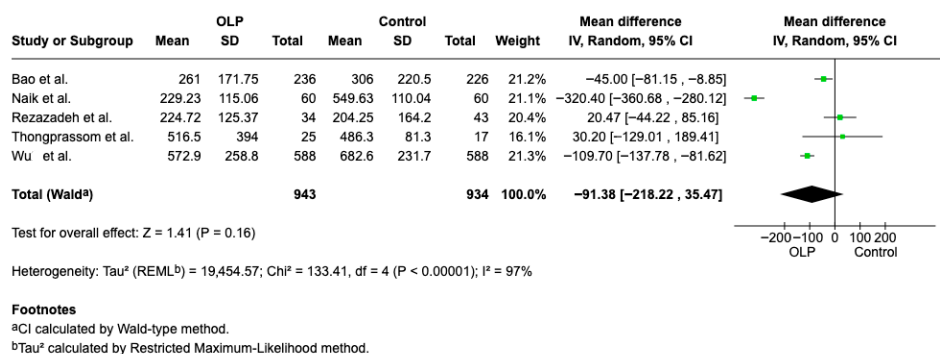 OLP Control Mean difference Mean difference
Study or Subgroup Mean SD Total Mean SD Total Weight IV, Random, 95% CI IV, Random, 95% CI
Bao et al. 261 171.75 236 306 220.5 226 21.2% −45.00 [−81.15 , −8.85]
Naik et al. 229.23 115.06 60 549.63 110.04 60 21.1% −320.40 [−360.68 , −280.12]
Rezazadeh et al. 224.72 125.37 34 204.25 164.2 43 20.4% 20.47 [−44.22 , 85.16]
Thongprassom et al. 516.5 394 25 486.3 81.3 17 16.1% 30.20 [−129.01 , 189.41]
Wu et al. 572.9 258.8 588 682.6 231.7 588 21.3% −109.70 [−137.78 , −81.62]
Total (Waldᵃ) 943 934 100.0% −91.38 [−218.22 , 35.47]
Test for overall effect: Z = 1.41 (P = 0.16)
−200 −100 0 100 200
OLP Control
Heterogeneity: Tau² (REMLᵇ) = 19,454.57; Chi² = 133.41, df = 4 (P < 0.00001); I² = 97%
Footnotes
ᵃCI calculated by Wald-type method.
ᵇTau² calculated by Restricted Maximum-Likelihood method.